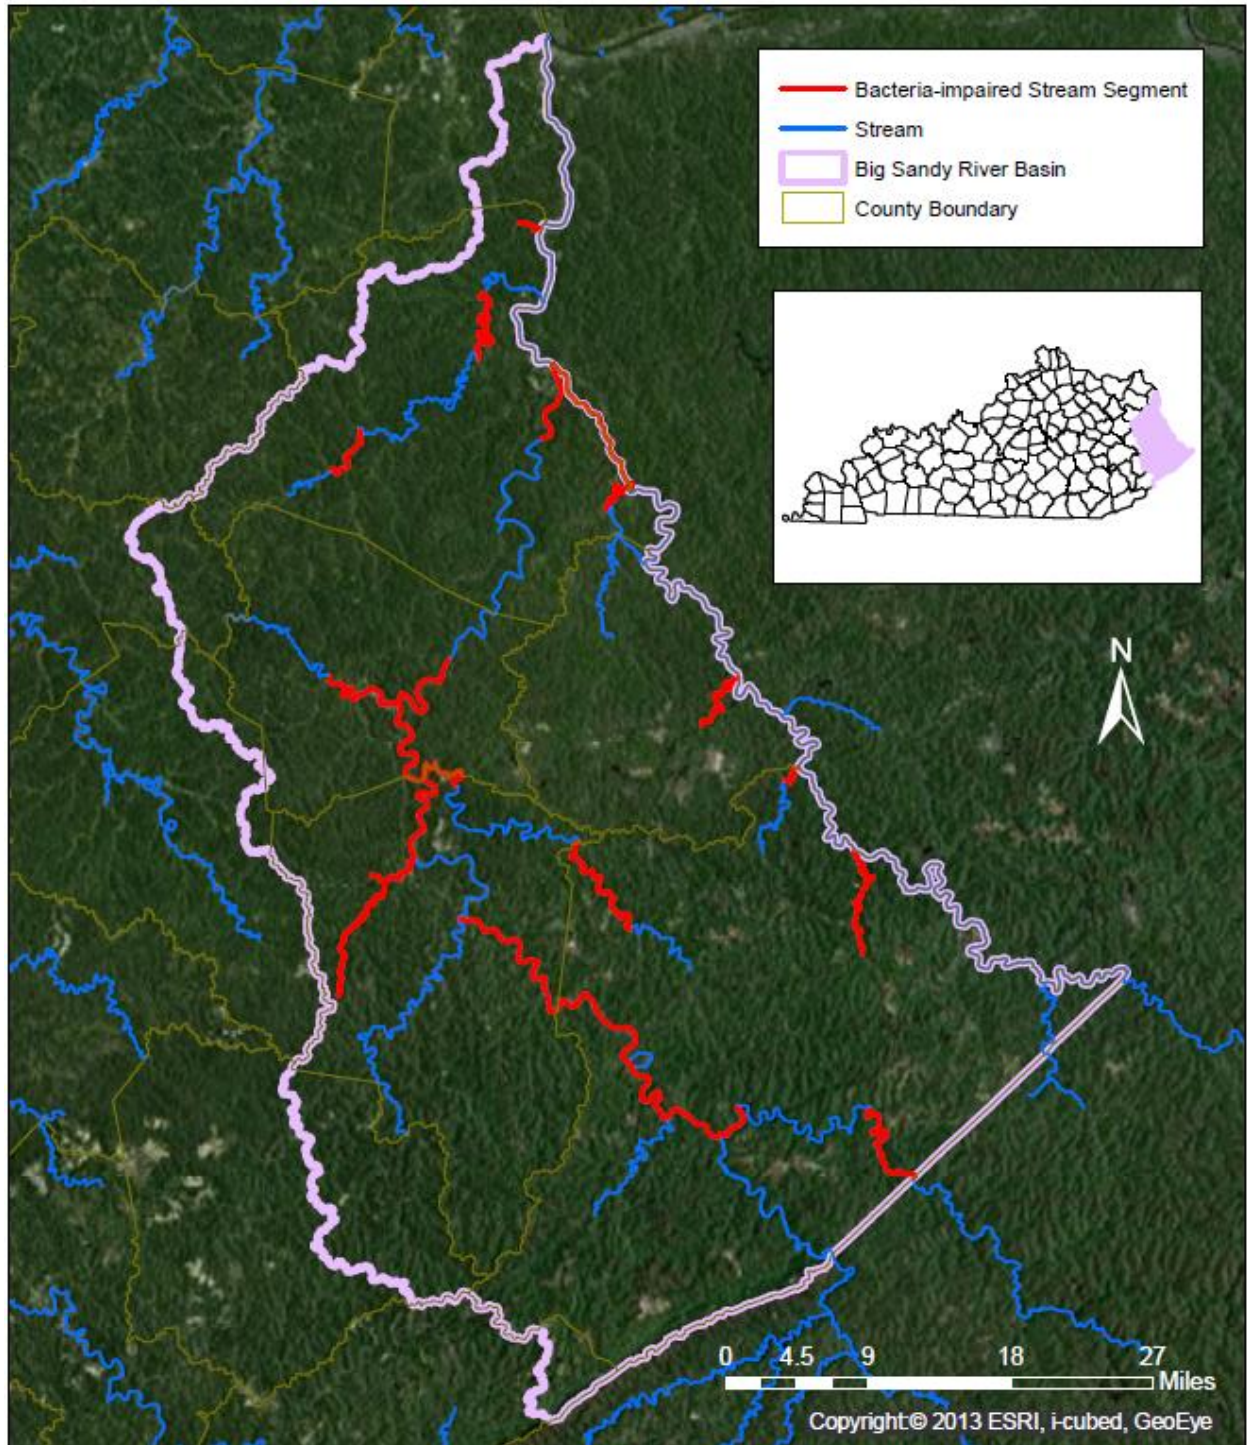 Bacteria-impaired Stream Segment
Stream
Big Sandy River Basin
County Boundary
N
0 4.5 9 18 27
Miles
Copyright:© 2013 ESRI, i-cubed, GeoEye